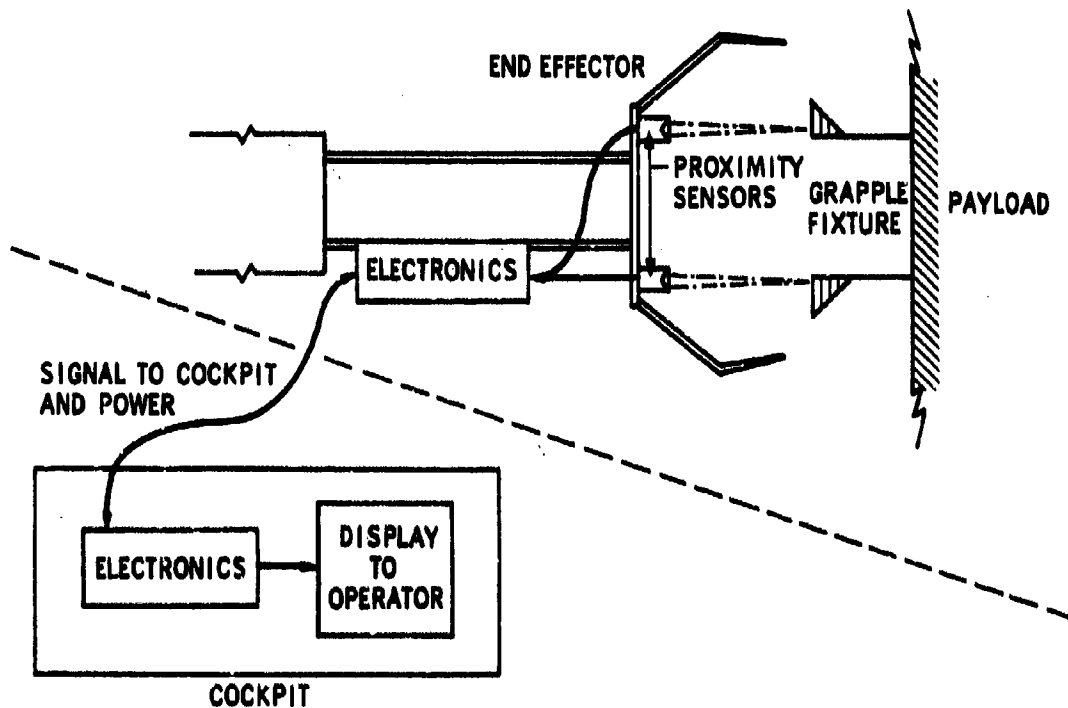 END EFFECTOR
PROXIMITY
SENSORS
GRAPPLE
FIXTURE
PAYLOAD
ELECTRONICS
SIGNAL TO COCKPIT
AND POWER
ELECTRONICS
DISPLAY
TO
OPERATOR
COCKPIT